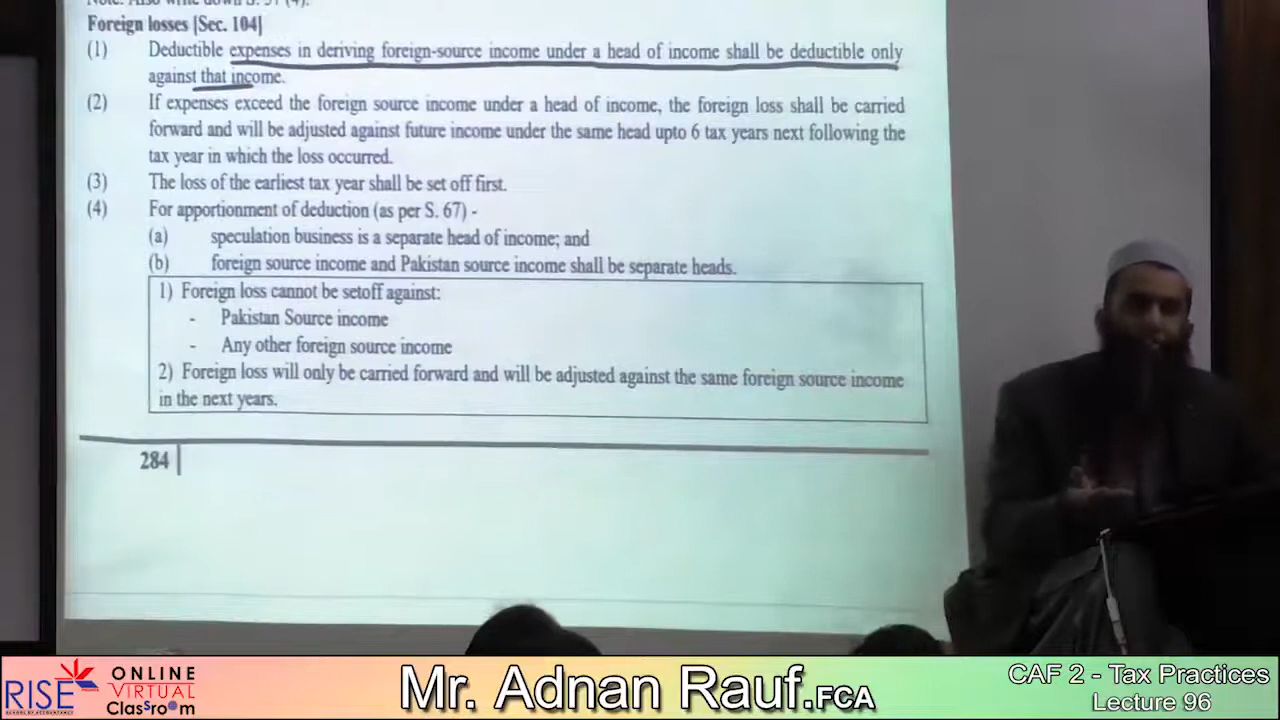 Note: Also write down S.
Foreign losses [Sec. 104]
(1) Deductible expenses in deriving foreign-source income under a head of income shall be deductible only
against that income.
(2) If expenses exceed the foreign source income under a head of income, the foreign loss shall be carried
forward and will be adjusted against future income under the same head upto 6 tax years next following the
tax year in which the loss occurred.
(3) The loss of the earliest tax year shall be set off first.
(4) For apportionment of deduction (as per S. 67) -
(a) speculation business is a separate head of income; and
(b) foreign source income and Pakistan source income shall be separate heads.
1) Foreign loss cannot be setoff against:
- Pakistan Source income
- Any other foreign source income
2) Foreign loss will only be carried forward and will be adjusted against the same foreign source income
in the next years.
284
RISE
ONLINE
VIRTUAL
Classroom
Mr. Adnan Rauf.FCA
CAF 2 - Tax Practices
Lecture 96